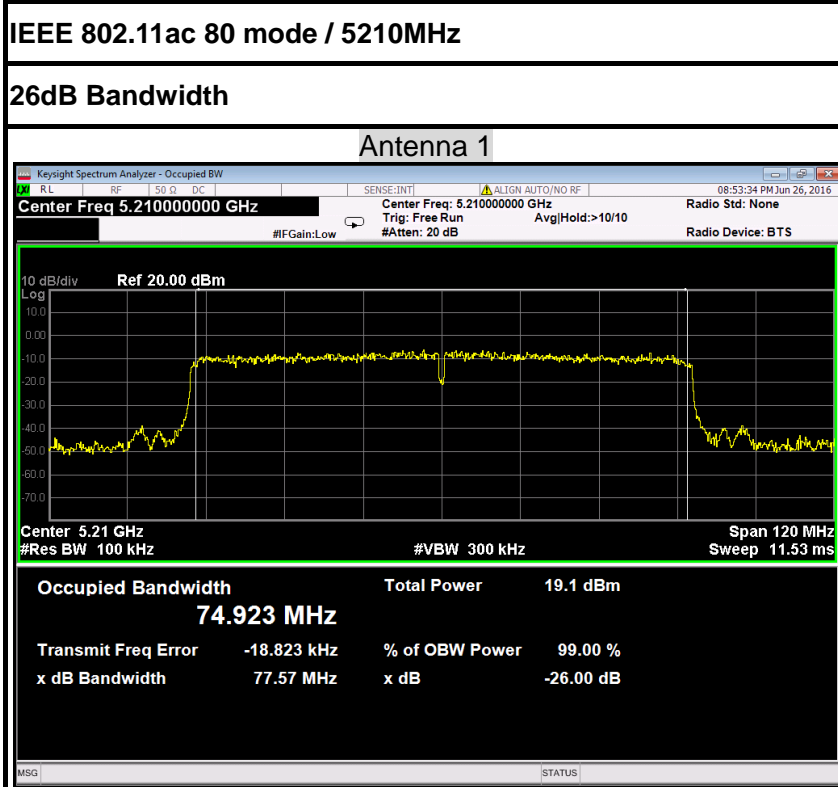 IEEE 802.11ac 80 mode / 5210MHz
26dB Bandwidth
Antenna 1
Keysight Spectrum Analyzer - Occupied BW
LXI RL RF 50 Ω DC SENSE:INT ALIGN AUTO/NO RF 08:53:34 PM Jun 26, 2016
Center Freq 5.210000000 GHz Center Freq: 5.210000000 GHz Radio Std: None
Trig: Free Run Avg|Hold:>10/10
#IFGain:Low #Atten: 20 dB Radio Device: BTS
10 dB/div Ref 20.00 dBm
Log
10.0
0.00
-10.0
-20.0
-30.0
-40.0
-50.0
-60.0
-70.0
Center 5.21 GHz Span 120 MHz
#Res BW 100 kHz #VBW 300 kHz Sweep 11.53 ms
Occupied Bandwidth Total Power 19.1 dBm
74.923 MHz
Transmit Freq Error -18.823 kHz % of OBW Power 99.00 %
x dB Bandwidth 77.57 MHz x dB -26.00 dB
MSG STATUS